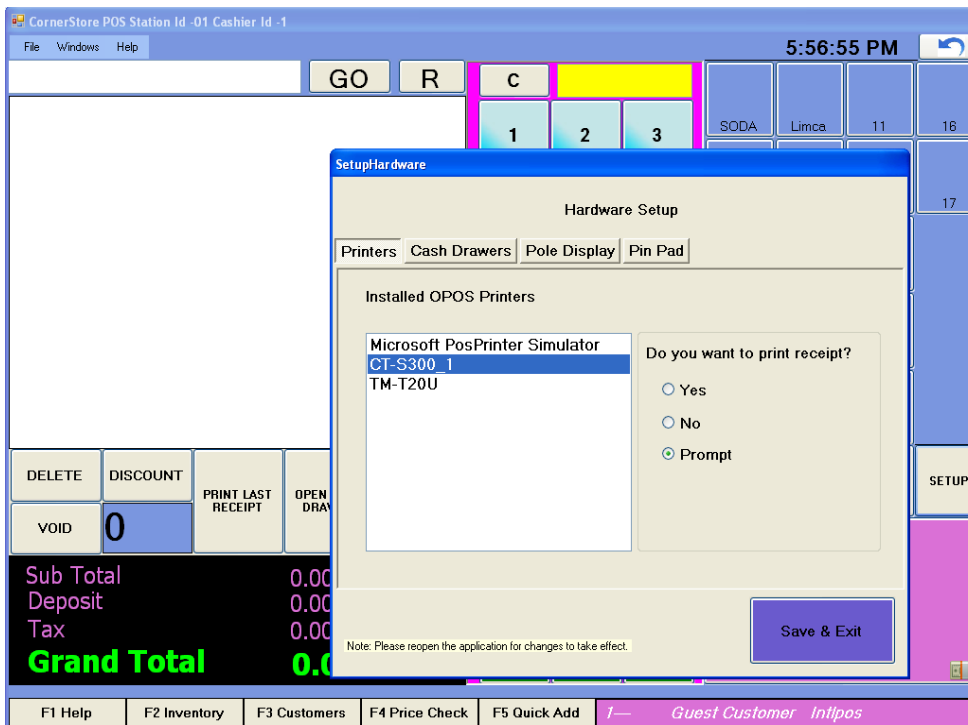 CornerStore POS Station Id -01 Cashier Id -1
File Windows Help
5:56:55 PM
GO R C
1 2 3
SODA Limca 11 16
17
SetupHardware
Hardware Setup
Printers Cash Drawers Pole Display Pin Pad
Installed OPOS Printers
Microsoft PosPrinter Simulator
CT-S300_1
TM-T20U
Do you want to print receipt?
Yes
No
Prompt
Note: Please reopen the application for changes to take effect.
Save & Exit
DELETE DISCOUNT
PRINT LAST
RECEIPT
OPEN
VOID 0
SETUP
Sub Total 0.00
Deposit 0.00
Tax 0.00
Grand Total 0.0
F1 Help F2 Inventory F3 Customers F4 Price Check F5 Quick Add 1— Guest Customer Intlpos